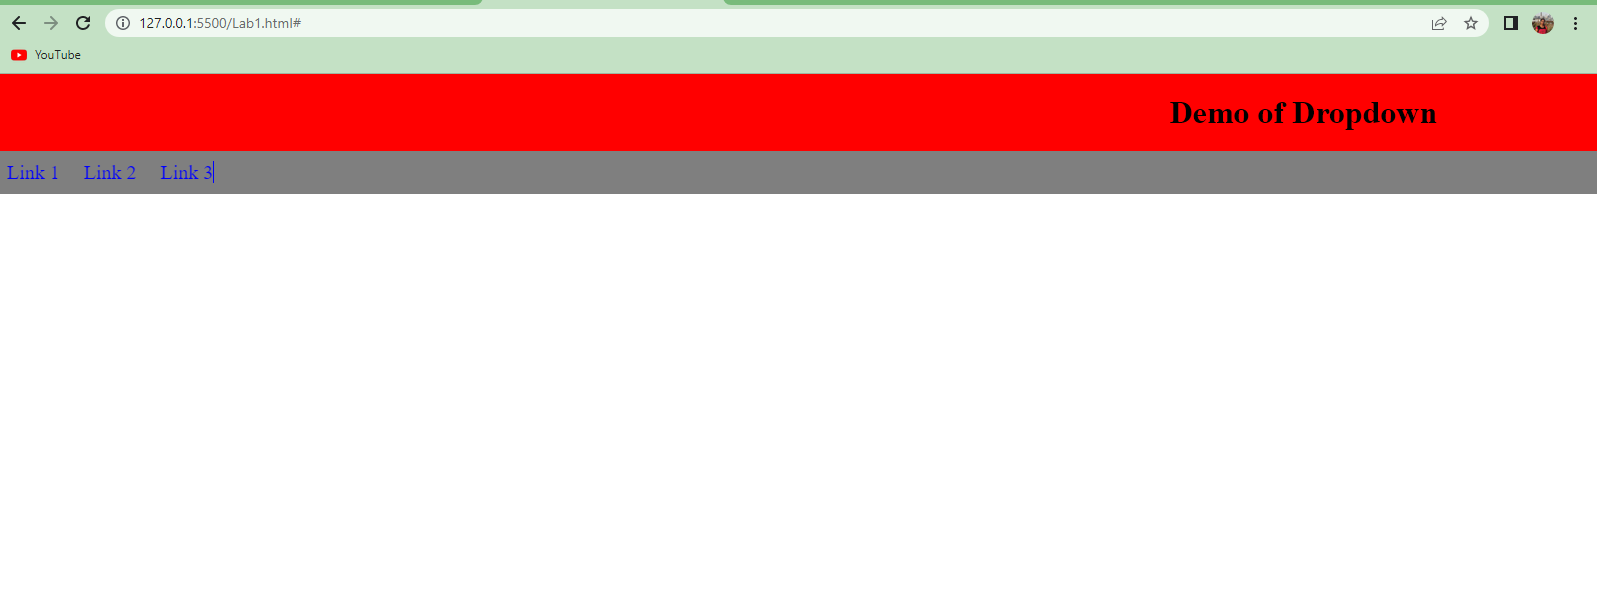 127.0.0.1:5500/Lab1.html#
YouTube
Demo of Dropdown
Link 1 Link 2 Link 3